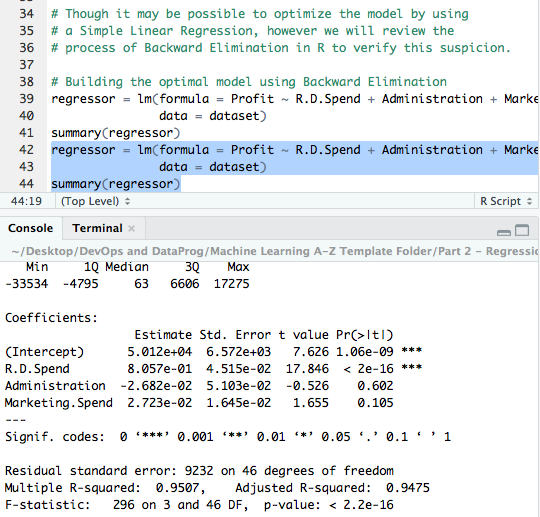 34 # Though it may be possible to optimize the model by using
35 # a Simple Linear Regression, however we will review the
36 # process of Backward Elimination in R to verify this suspicion.
37
38 # Building the optimal model using Backward Elimination
39 regressor = lm(formula = Profit ~ R.D.Spend + Administration + Marke
40 data = dataset)
41 summary(regressor)
42 regressor = lm(formula = Profit ~ R.D.Spend + Administration + Marke
43 data = dataset)
44 summary(regressor)
44:19 (Top Level) R Script
Console Terminal ×
~/Desktop/DevOps and DataProg/Machine Learning A-Z Template Folder/Part 2 - Regressio
Min 1Q Median 3Q Max
-33534 -4795 63 6606 17275
Coefficients:
Estimate Std. Error t value Pr(>|t|)
(Intercept) 5.012e+04 6.572e+03 7.626 1.06e-09 ***
R.D.Spend 8.057e-01 4.515e-02 17.846 < 2e-16 ***
Administration -2.682e-02 5.103e-02 -0.526 0.602
Marketing.Spend 2.723e-02 1.645e-02 1.655 0.105
---
Signif. codes: 0 ‘***’ 0.001 ‘**’ 0.01 ‘*’ 0.05 ‘.’ 0.1 ‘ ’ 1
Residual standard error: 9232 on 46 degrees of freedom
Multiple R-squared: 0.9507, Adjusted R-squared: 0.9475
F-statistic: 296 on 3 and 46 DF, p-value: < 2.2e-16